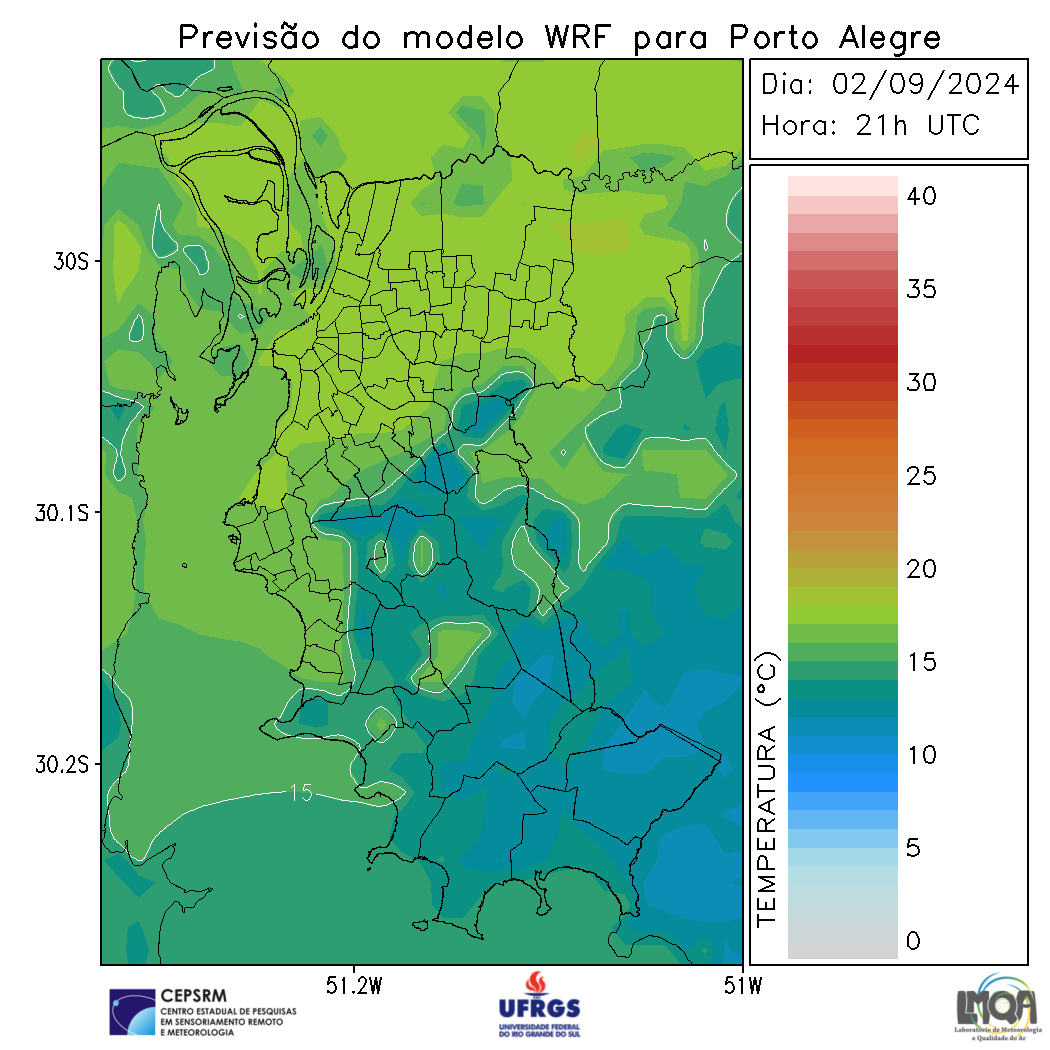 Previsão do modelo WRF para Porto Alegre
Dia: 02/09/2024
Hora: 21h UTC
40
35
30
25
20
15
10
5
0
TEMPERATURA (°C)
30S
30.1S
30.2S
15
51.2W
51W
CEPSRM
CENTRO ESTADUAL DE PESQUISAS
EM SENSORIAMENTO REMOTO
E METEOROLOGIA
UFRGS
UNIVERSIDADE FEDERAL
DO RIO GRANDE DO SUL
LMQA
Laboratório de Meteorologia
e Qualidade do Ar